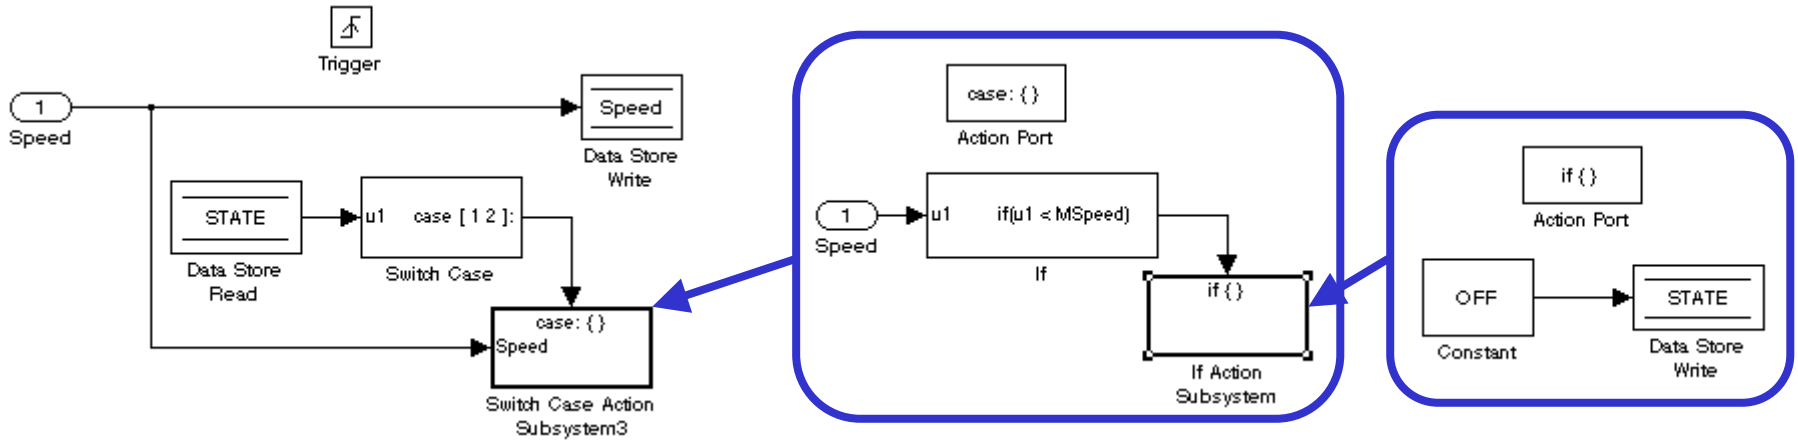 Trigger
1
Speed
Speed
Data Store
Write
STATE
Data Store
Read
u1 case [ 1 2 ]:
Switch Case
case: { }
Speed
Switch Case Action
Subsystem3
case: { }
Action Port
1
Speed
u1 if(u1 < MSpeed)
If
if { }
If Action
Subsystem
if { }
Action Port
OFF
Constant
STATE
Data Store
Write